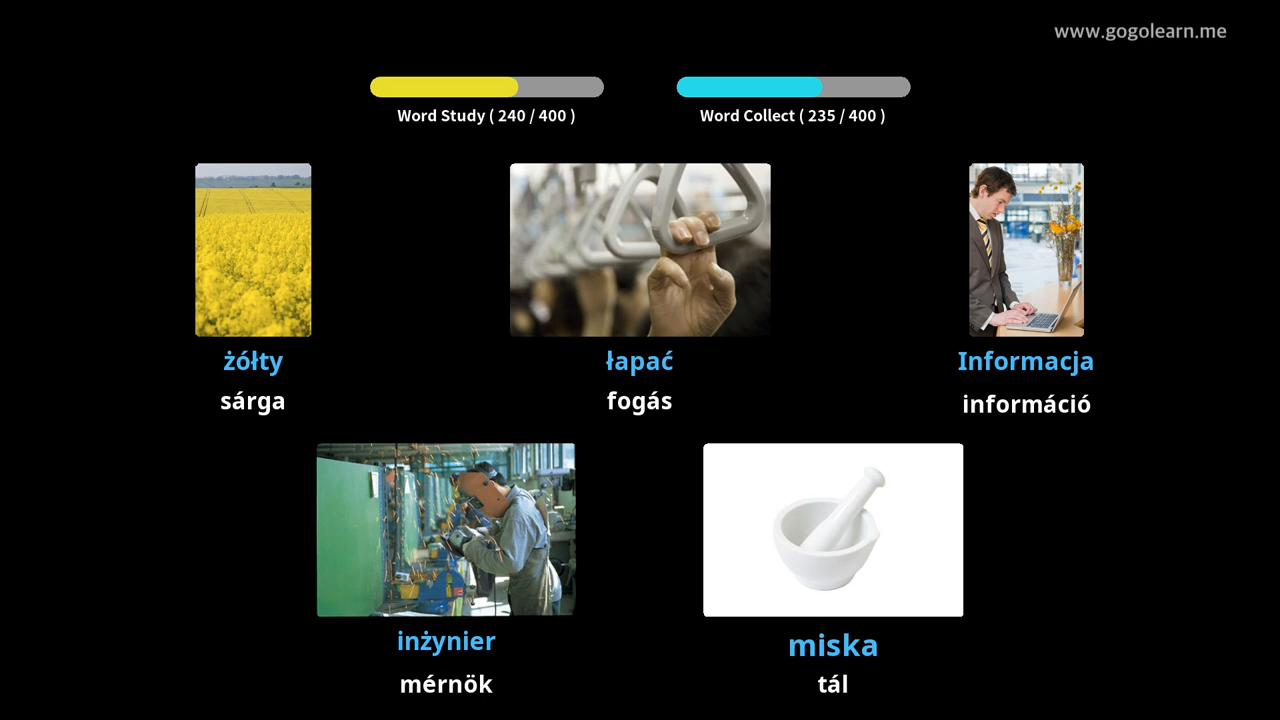 www.gogolearn.me
Word Study ( 240 / 400 )
Word Collect ( 235 / 400 )
żółty
łapać
Informacja
sárga
fogás
információ
inżynier
miska
mérnök
tál